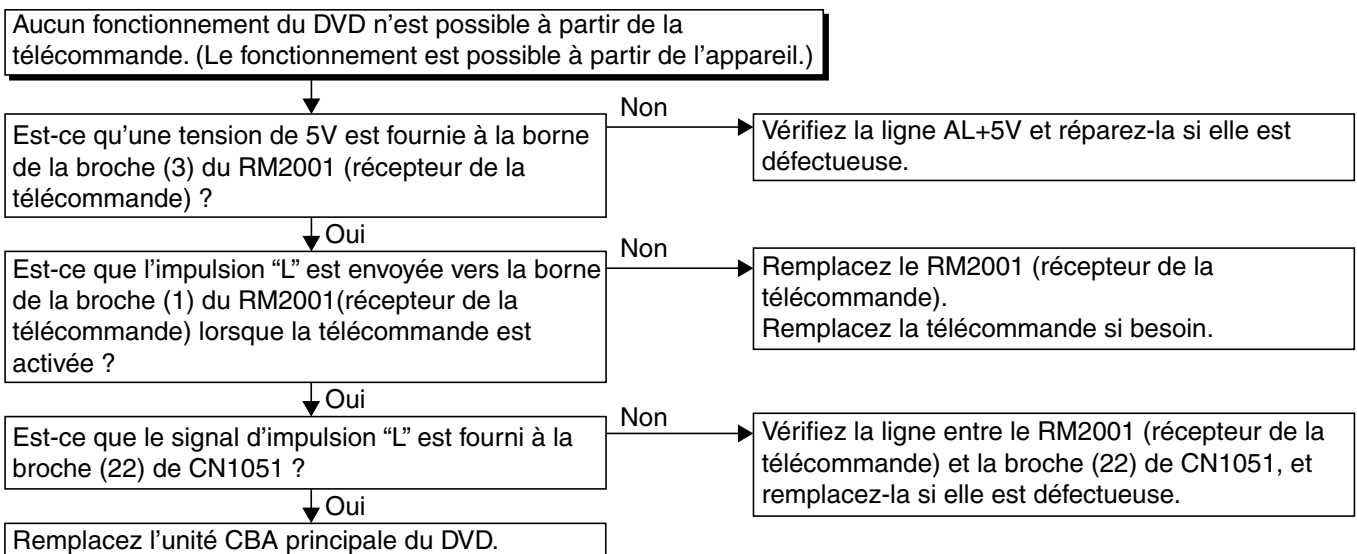 Aucun fonctionnement du DVD n'est possible à partir de la
télécommande. (Le fonctionnement est possible à partir de l'appareil.)
Est-ce qu'une tension de 5V est fournie à la borne
de la broche (3) du RM2001 (récepteur de la
télécommande) ?
Non
Vérifiez la ligne AL+5V et réparez-la si elle est
défectueuse.
Oui
Est-ce que l'impulsion “L” est envoyée vers la borne
de la broche (1) du RM2001(récepteur de la
télécommande) lorsque la télécommande est
activée ?
Non
Remplacez le RM2001 (récepteur de la
télécommande).
Remplacez la télécommande si besoin.
Oui
Est-ce que le signal d'impulsion “L” est fourni à la
broche (22) de CN1051 ?
Non
Vérifiez la ligne entre le RM2001 (récepteur de la
télécommande) et la broche (22) de CN1051, et
remplacez-la si elle est défectueuse.
Oui
Remplacez l'unité CBA principale du DVD.